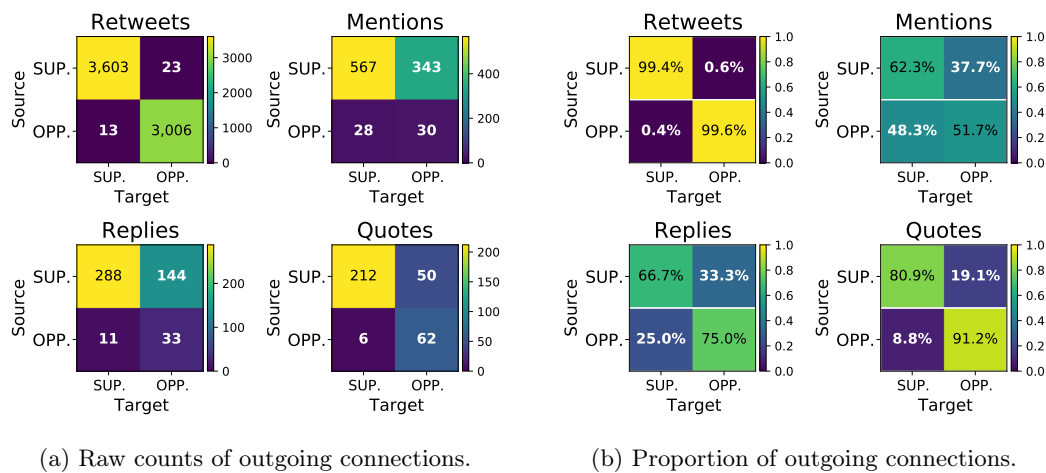 Retweets
Mentions
Retweets
Mentions
SUP. 3,603 23 3000
567 343 400
SUP. 99.4% 0.6% 1.0
62.3% 37.7% 1.0
0.8
0.8
Source
2000
200
Source
0.6
0.6
OPP. 13 3,006 1000
28 30
OPP. 0.4% 99.6% 0.4
48.3% 51.7% 0.4
0.2
0.2
0
0
0.0
0.0
SUP. OPP.
SUP. OPP.
SUP. OPP.
SUP. OPP.
Target
Target
Target
Target
Replies
Quotes
Replies
Quotes
Source
SUP. 288 144 200
Source
SUP. 212 50 200
Source
SUP. 66.7% 33.3% 1.0
Source
SUP. 80.9% 19.1% 1.0
150
0.8
0.8
100
100
0.6
0.6
OPP. 11 33
OPP. 6 62 50
OPP. 25.0% 75.0% 0.4
OPP. 8.8% 91.2% 0.4
0.2
0.2
0
0
0.0
0.0
SUP. OPP.
SUP. OPP.
SUP. OPP.
SUP. OPP.
Target
Target
Target
Target
(a) Raw counts of outgoing connections.
(b) Proportion of outgoing connections.